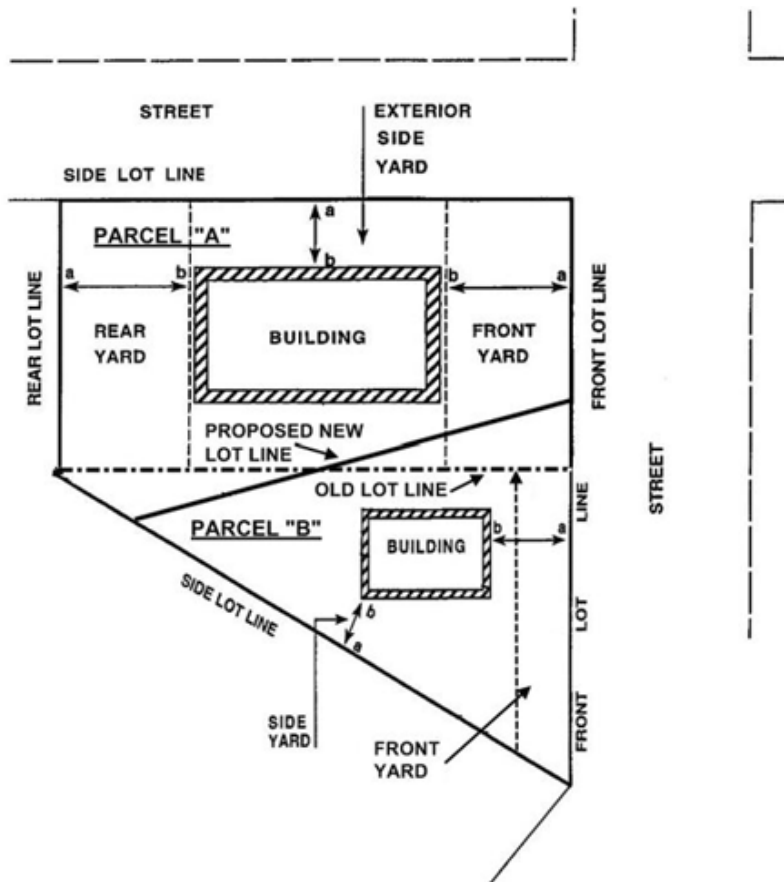 STREET
EXTERIOR
SIDE
YARD
SIDE LOT LINE
PARCEL "A"
a
b
a
b
b
a
REAR LOT LINE
REAR
YARD
BUILDING
FRONT
YARD
FRONT LOT LINE
PROPOSED NEW
LOT LINE
OLD LOT LINE
STREET
PARCEL "B"
BUILDING
b
a
FRONT LOT LINE
SIDE LOT LINE
b
a
SIDE
YARD
FRONT
YARD